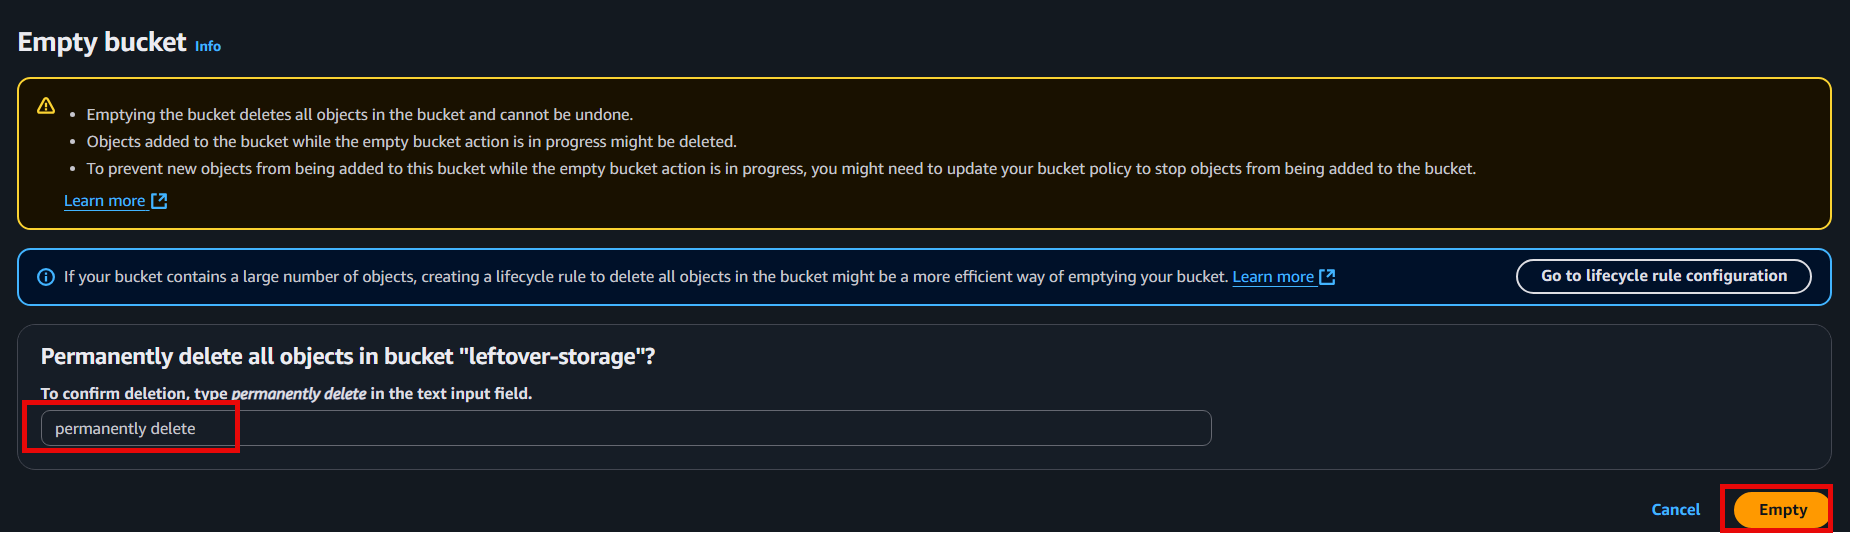 Empty bucket Info
• Emptying the bucket deletes all objects in the bucket and cannot be undone.
• Objects added to the bucket while the empty bucket action is in progress might be deleted.
• To prevent new objects from being added to this bucket while the empty bucket action is in progress, you might need to update your bucket policy to stop objects from being added to the bucket.
Learn more
If your bucket contains a large number of objects, creating a lifecycle rule to delete all objects in the bucket might be a more efficient way of emptying your bucket. Learn more Go to lifecycle rule configuration
Permanently delete all objects in bucket "leftover-storage"?
To confirm deletion, type permanently delete in the text input field.
permanently delete
Cancel Empty